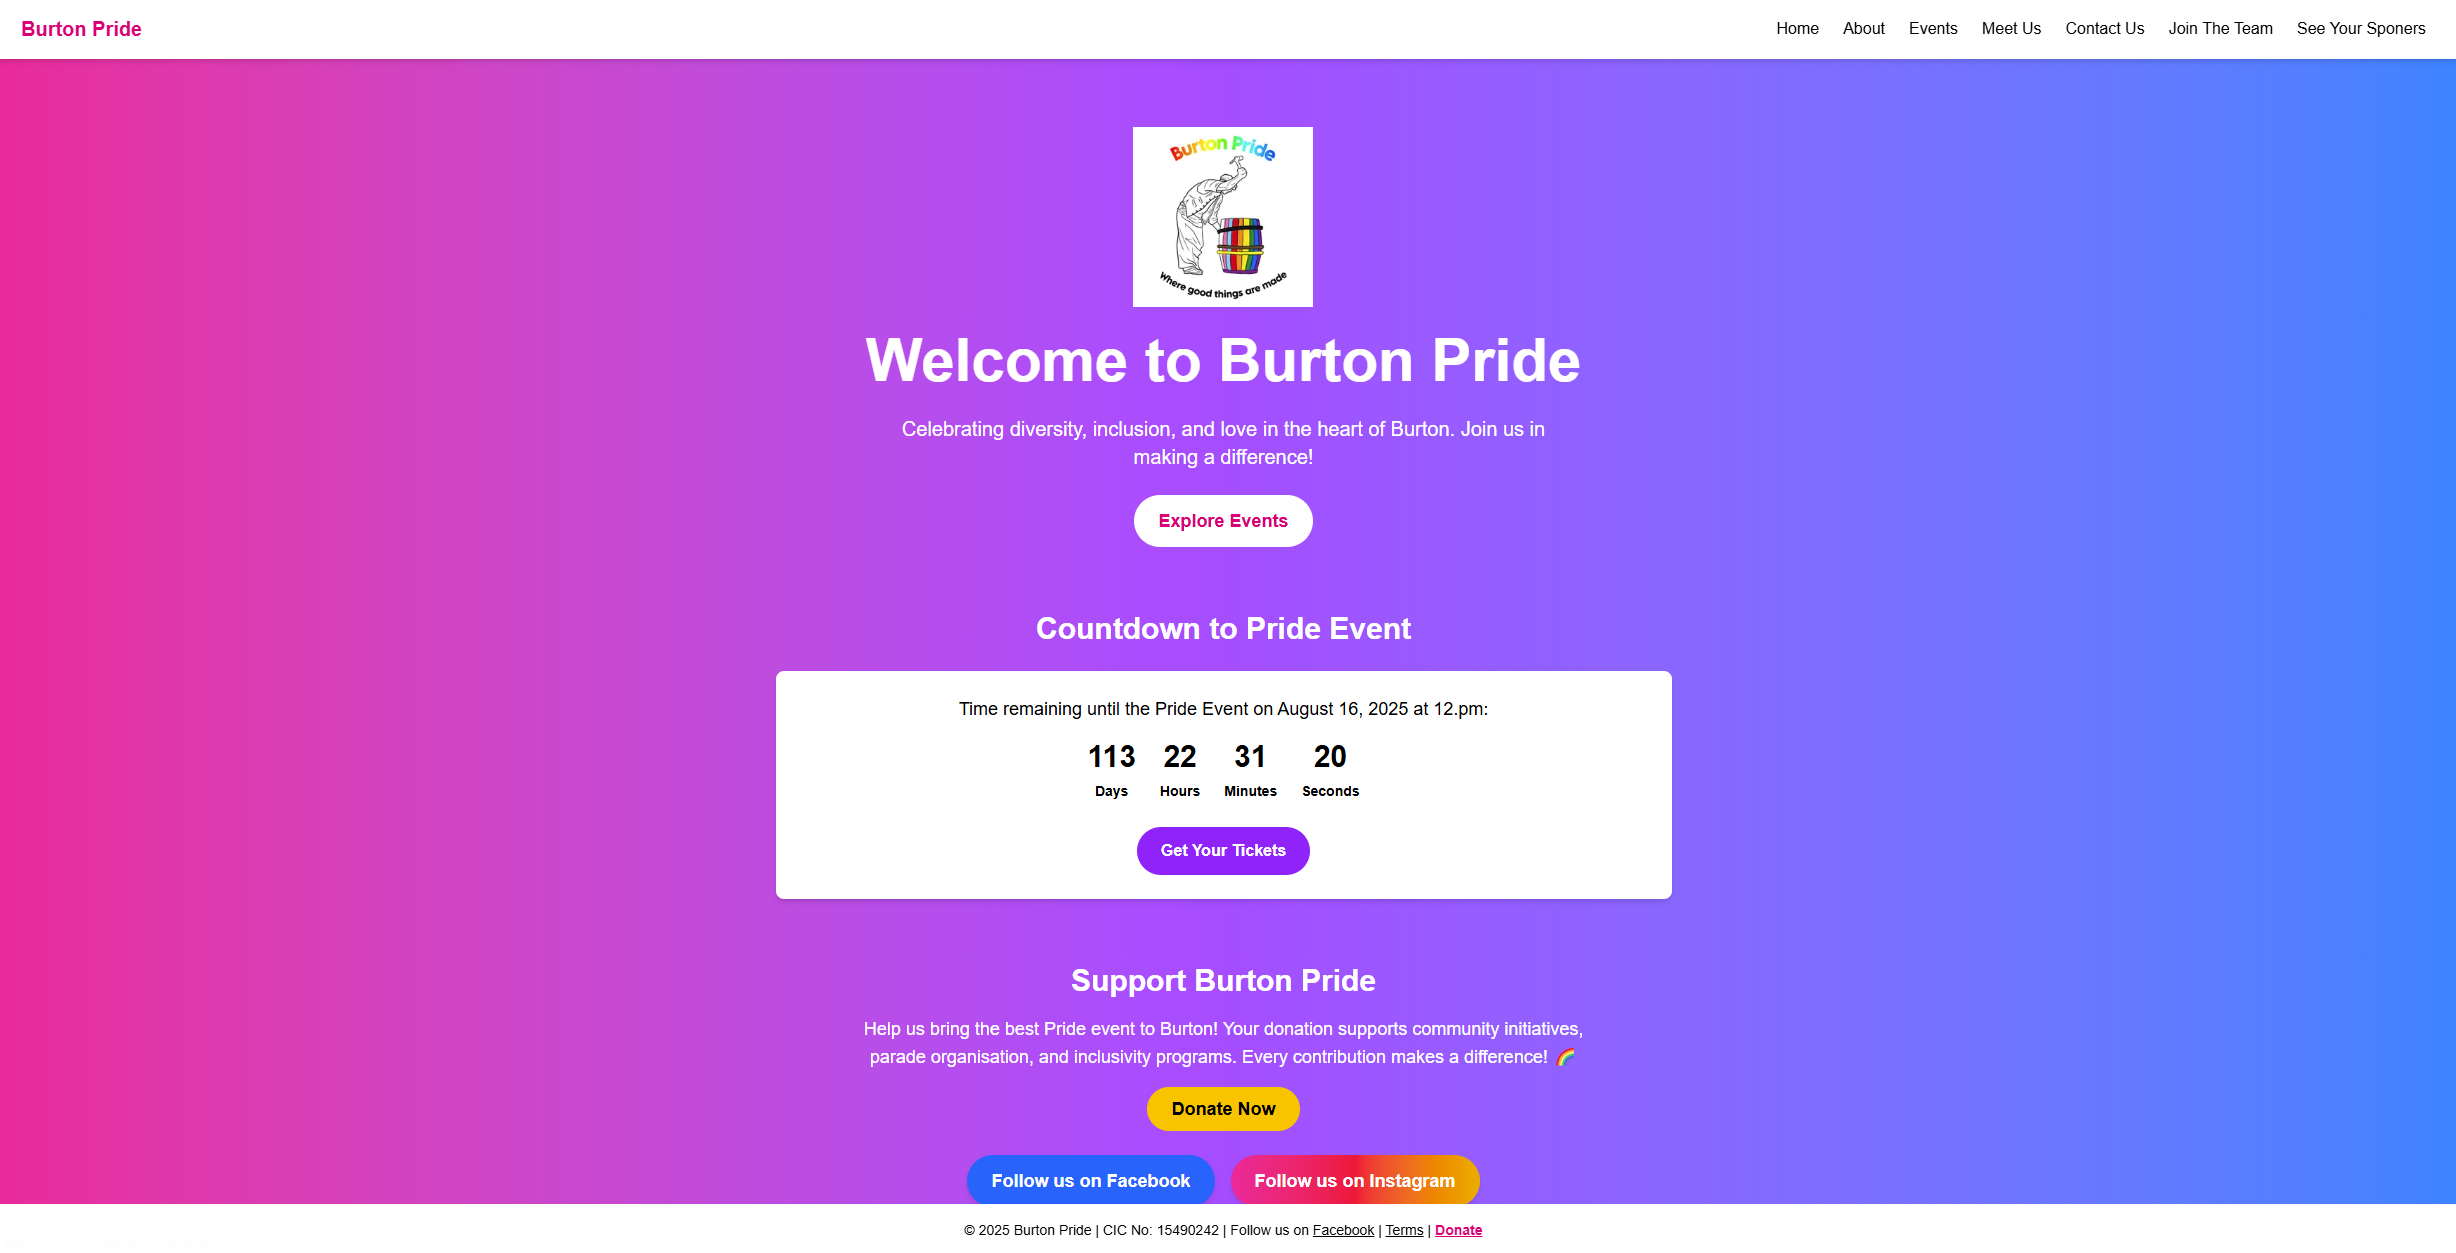 Burton Pride
Home About Events Meet Us Contact Us Join The Team See Your Sponers
Burton Pride
Where good things are made
Welcome to Burton Pride
Celebrating diversity, inclusion, and love in the heart of Burton. Join us in
making a difference!
Explore Events
Countdown to Pride Event
Time remaining until the Pride Event on August 16, 2025 at 12.pm:
113 22 31 20
Days Hours Minutes Seconds
Get Your Tickets
Support Burton Pride
Help us bring the best Pride event to Burton! Your donation supports community initiatives,
parade organisation, and inclusivity programs. Every contribution makes a difference! 🌈
Donate Now
Follow us on Facebook Follow us on Instagram
© 2025 Burton Pride | CIC No: 15490242 | Follow us on Facebook | Terms | Donate